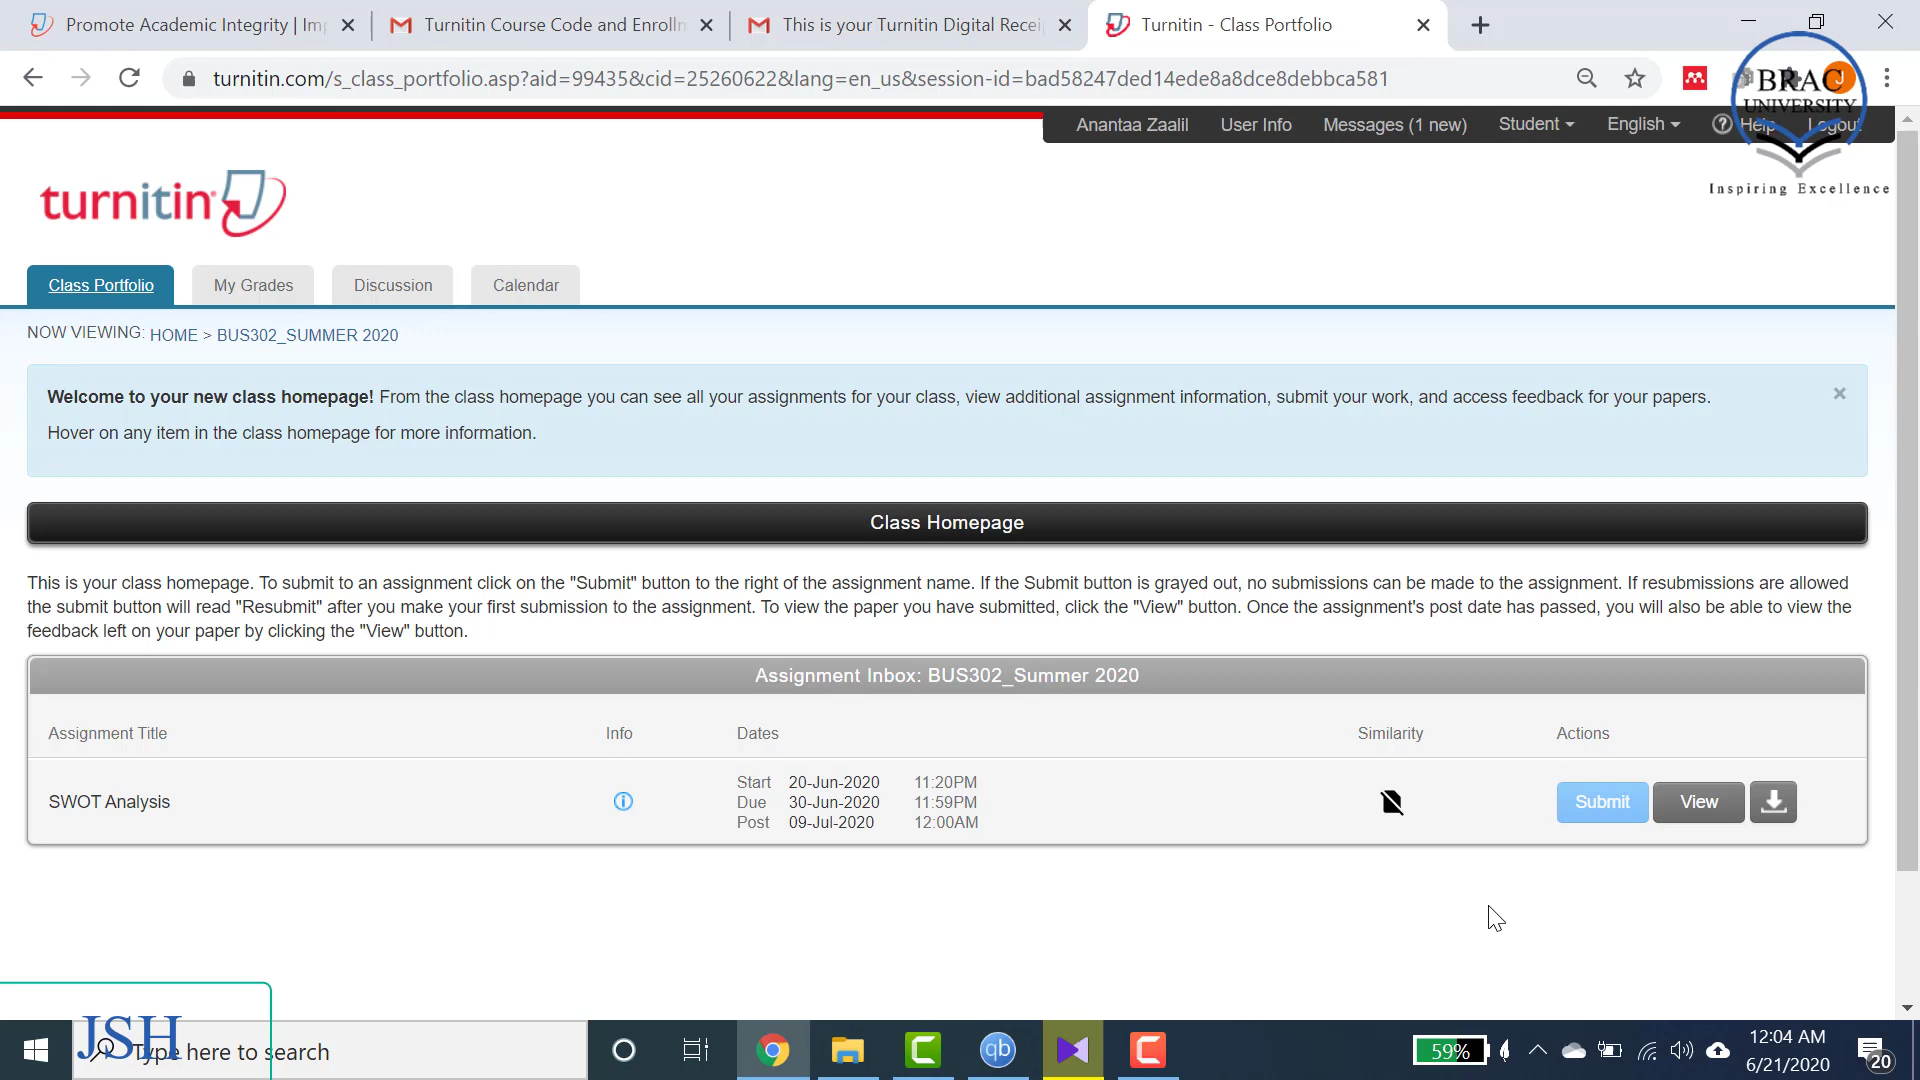 Promote Academic Integrity | Im
Turnitin Course Code and Enrolln
This is your Turnitin Digital Recei
Turnitin - Class Portfolio
turnitin.com/s_class_portfolio.asp?aid=99435&cid=25260622&lang=en_us&session-id=bad58247ded14ede8a8dce8debbca581
J
BRAC
UNIVERSITY
Inspiring Excellence
Anantaa Zaalil User Info Messages (1 new) Student English Help Logout
turnitin
Class Portfolio My Grades Discussion Calendar
NOW VIEWING: HOME > BUS302_SUMMER 2020
Welcome to your new class homepage! From the class homepage you can see all your assignments for your class, view additional assignment information, submit your work, and access feedback for your papers.
Hover on any item in the class homepage for more information.
Class Homepage
This is your class homepage. To submit to an assignment click on the "Submit" button to the right of the assignment name. If the Submit button is grayed out, no submissions can be made to the assignment. If resubmissions are allowed
the submit button will read "Resubmit" after you make your first submission to the assignment. To view the paper you have submitted, click the "View" button. Once the assignment's post date has passed, you will also be able to view the
feedback left on your paper by clicking the "View" button.
Assignment Inbox: BUS302_Summer 2020
Assignment Title Info Dates Similarity Actions
Start 20-Jun-2020 11:20PM
SWOT Analysis Due 30-Jun-2020 11:59PM Submit View
Post 09-Jul-2020 12:00AM
JSH
Type here to search
qb
59%
12:04 AM
6/21/2020
20